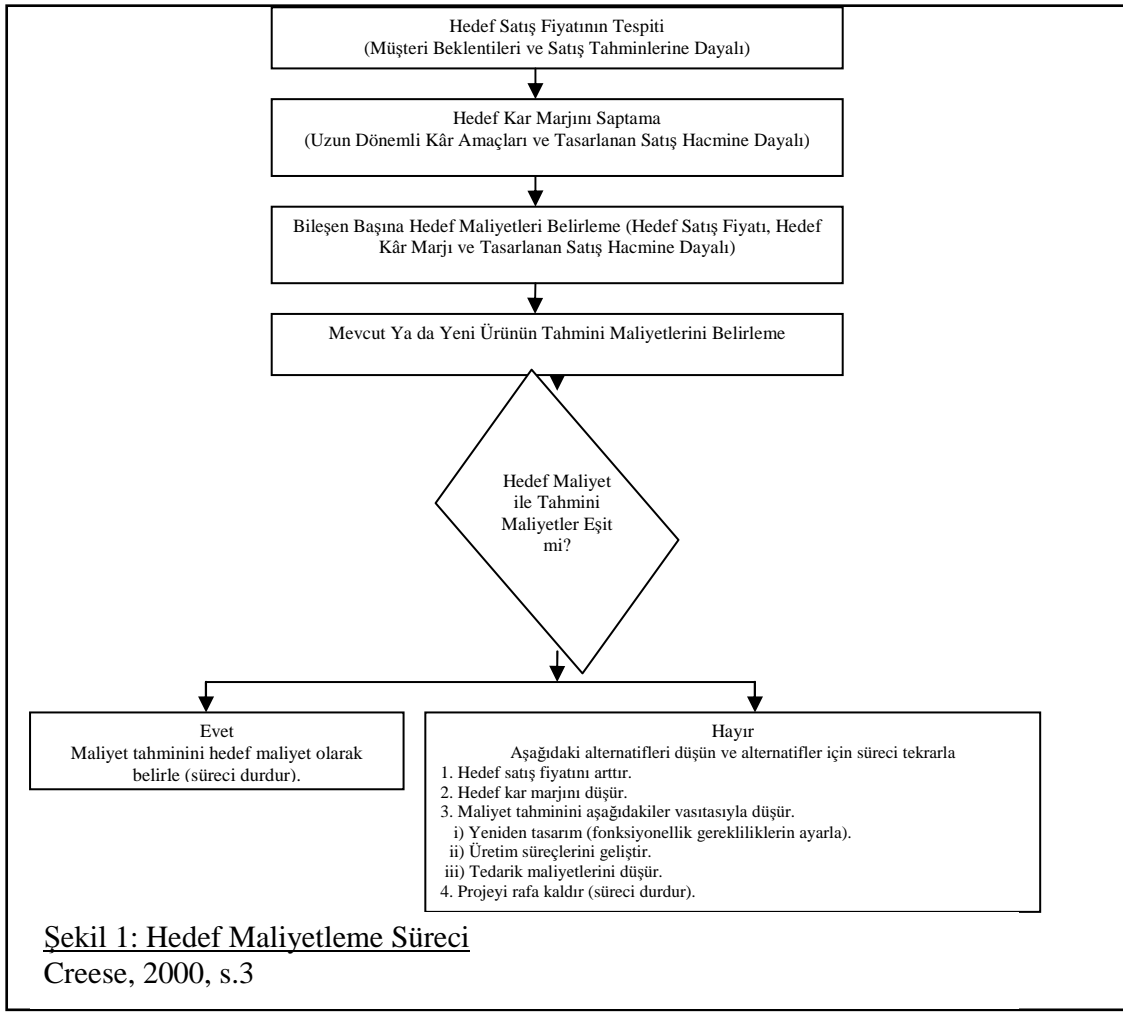 Hedef Satış Fiyatının Tespiti
(Müşteri Beklentileri ve Satış Tahminlerine Dayalı)
Hedef Kar Marjını Saptama
(Uzun Dönemli Kâr Amaçları ve Tasarlanan Satış Hacmine Dayalı)
Bileşen Başına Hedef Maliyetleri Belirleme (Hedef Satış Fiyatı, Hedef
Kâr Marjı ve Tasarlanan Satış Hacmine Dayalı)
Mevcut Ya da Yeni Ürünün Tahmini Maliyetlerini Belirleme
Hedef Maliyet
ile Tahmini
Maliyetler Eşit
mi?
Evet
Maliyet tahminini hedef maliyet olarak
belirle (süreci durdur).
Hayır
Aşağıdaki alternatifleri düşün ve alternatifler için süreci tekrarla
1. Hedef satış fiyatını arttır.
2. Hedef kar marjını düşür.
3. Maliyet tahminini aşağıdakiler vasıtasıyla düşür.
i) Yeniden tasarım (fonksiyonellik gerekliliklerin ayarla).
ii) Üretim süreçlerini geliştir.
iii) Tedarik maliyetlerini düşür.
4. Projeyi rafa kaldır (süreci durdur).
Şekil 1: Hedef Maliyetleme Süreci
Creese, 2000, s.3